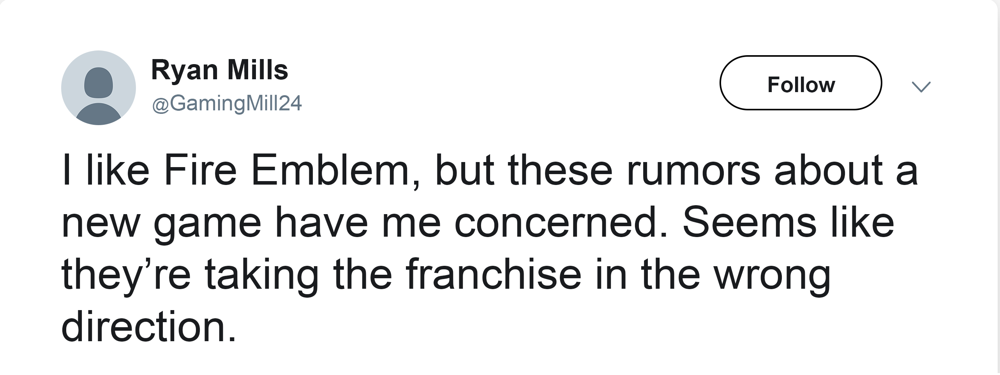 Ryan Mills
@GamingMill24
Follow
I like Fire Emblem, but these rumors about a
new game have me concerned. Seems like
they’re taking the franchise in the wrong
direction.